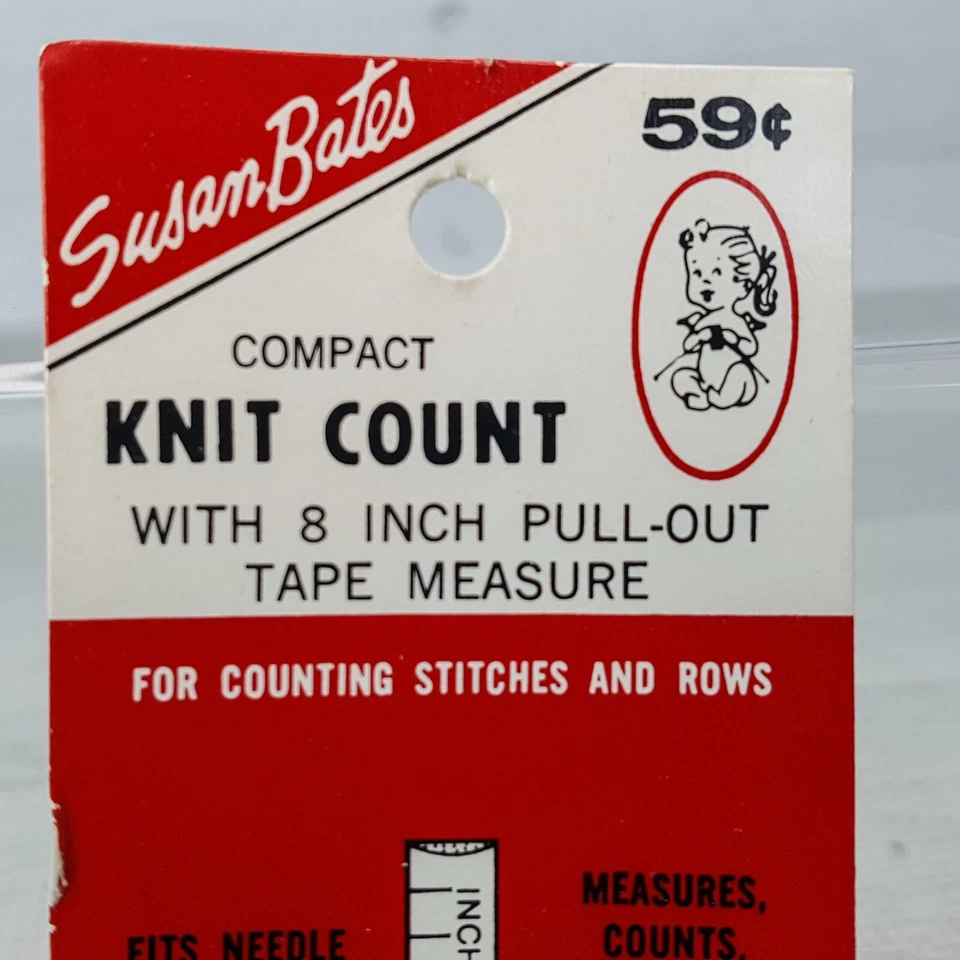 Susan Bates
59¢
COMPACT
KNIT COUNT
WITH 8 INCH PULL-OUT
TAPE MEASURE
FOR COUNTING STITCHES AND ROWS
MEASURES,
COUNTS,
FITS NEEDLE
INCH